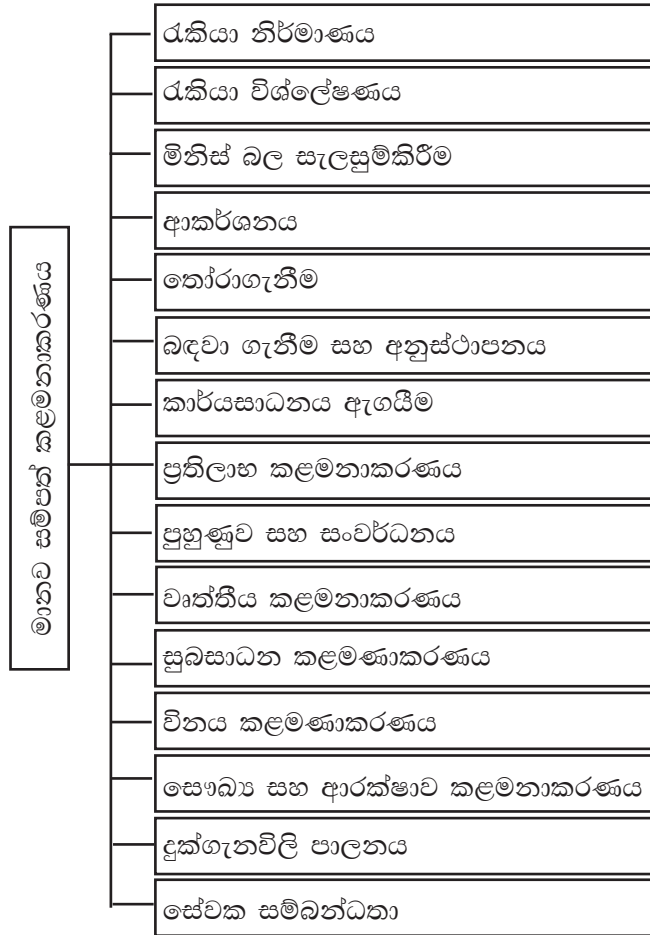 මානව සම්පත් කළමනාකරණය
රැකියා නිර්මාණය
රැකියා විශ්ලේෂණය
මිනිස් බල සැලසුම්කිරීම
ආකර්ශනය
තෝරාගැනීම
බඳවා ගැනීම සහ අනුස්ථාපනය
කාර්යසාධනය ඇගයීම
ප්‍රතිලාභ කළමනාකරණය
පුහුණුව සහ සංවර්ධනය
වෘත්තීය කළමනාකරණය
සුබසාධන කළමණාකරණය
විනය කළමණාකරණය
සෞඛ්‍ය සහ ආරක්ෂාව කළමනාකරණය
දුක්ගැනවිලි පාලනය
සේවක සම්බන්ධතා